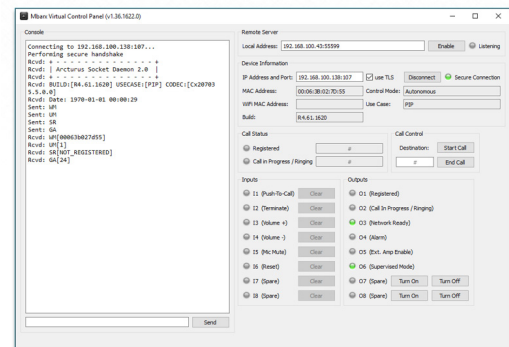 Mbarx Virtual Control Panel (v1.36.1622.0)
Console
Connecting to 192.168.100.138:107...
Performing secure handshake
Rcvd: + - - - - - - - - - - - - - +
Rcvd: | Arcturus Socket Daemon 2.0 |
Rcvd: + - - - - - - - - - - - - - +
Rcvd: BUILD:[R4.61.1620] USECASE:[PIP] CODEC:[Cx20703
5.5.0.0]
Rcvd: Date: 1970-01-01 00:00:29
Sent: WM
Sent: UM
Sent: SR
Sent: GA
Rcvd: WM[00063b027d55]
Rcvd: UM[1]
Rcvd: SR[NOT_REGISTERED]
Rcvd: GA[24]
Send
Remote Server
Local Address: 192.168.100.43:55599 Enable Listening
Device Information
IP Address and Port: 192.168.100.138:107 Use TLS Disconnect Secure Connection
MAC Address: 00:06:3B:02:7D:55 Control Mode: Autonomous
WiFi MAC Address: Use Case: PIP
Build: R4.61.1620
Call Status
Registered #
Call in Progress / Ringing #
Call Control
Destination: Start Call
# End Call
Inputs
I1 (Push-To-Call) Clear
I2 (Terminate) Clear
I3 (Volume +) Clear
I4 (Volume -) Clear
I5 (Mic Mute) Clear
I6 (Reset) Clear
I7 (Spare) Clear
I8 (Spare) Clear
Outputs
O1 (Registered)
O2 (Call In Progress / Ringing)
O3 (Network Ready)
O4 (Alarm)
O5 (Ext. Amp Enable)
O6 (Supervised Mode)
O7 (Spare) Turn On Turn Off
O8 (Spare) Turn On Turn Off